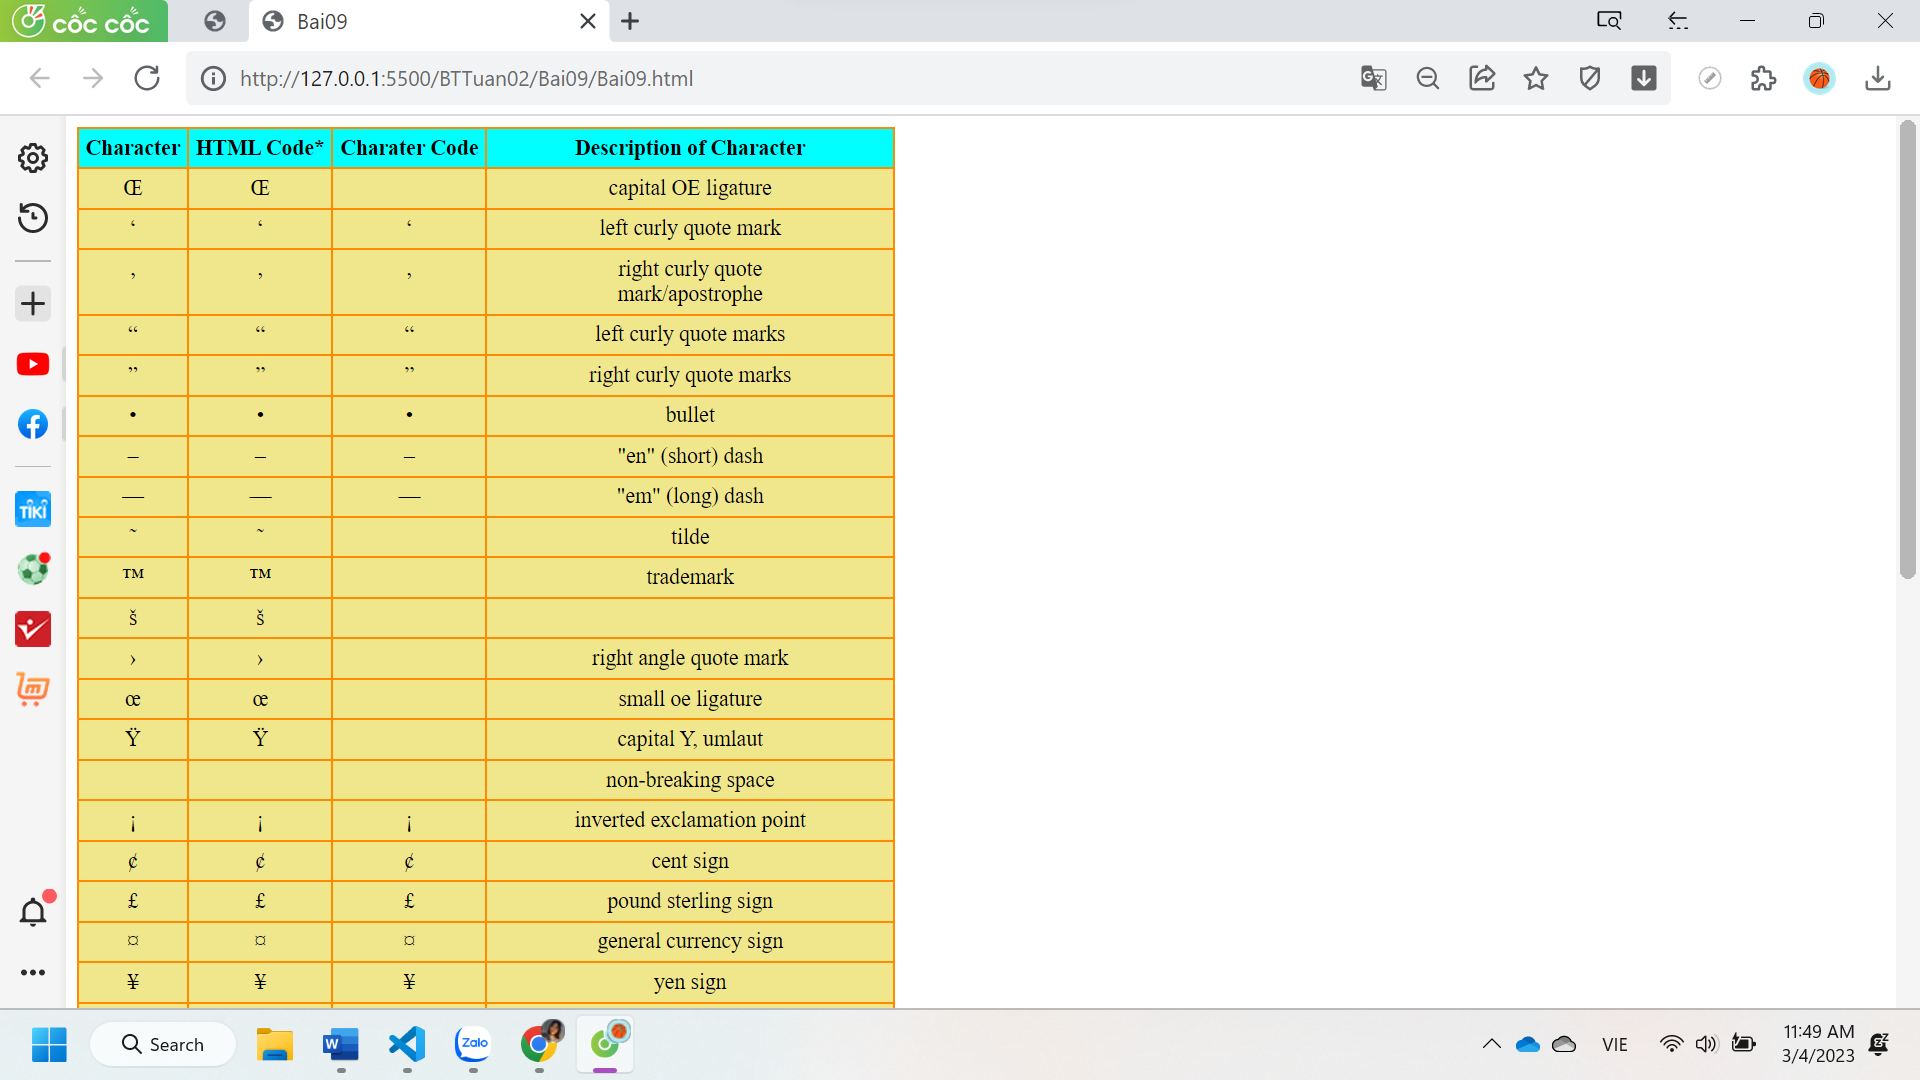 cốc cốc
Bai09
http://127.0.0.1:5500/BTTuan02/Bai09/Bai09.html
Character HTML Code* Charater Code Description of Character
Œ Œ capital OE ligature
‘ ‘ ‘ left curly quote mark
’ ’ ’ right curly quote
mark/apostrophe
“ “ “ left curly quote marks
” ” ” right curly quote marks
• • • bullet
– – – "en" (short) dash
— — — "em" (long) dash
˜ ˜ tilde
™ ™ trademark
š š
› › right angle quote mark
œ œ small oe ligature
Ÿ Ÿ capital Y, umlaut
non-breaking space
¡ ¡ ¡ inverted exclamation point
¢ ¢ ¢ cent sign
£ £ £ pound sterling sign
¤ ¤ ¤ general currency sign
¥ ¥ ¥ yen sign
TIKI
Search
W
Zalo
VIE
11:49 AM
3/4/2023